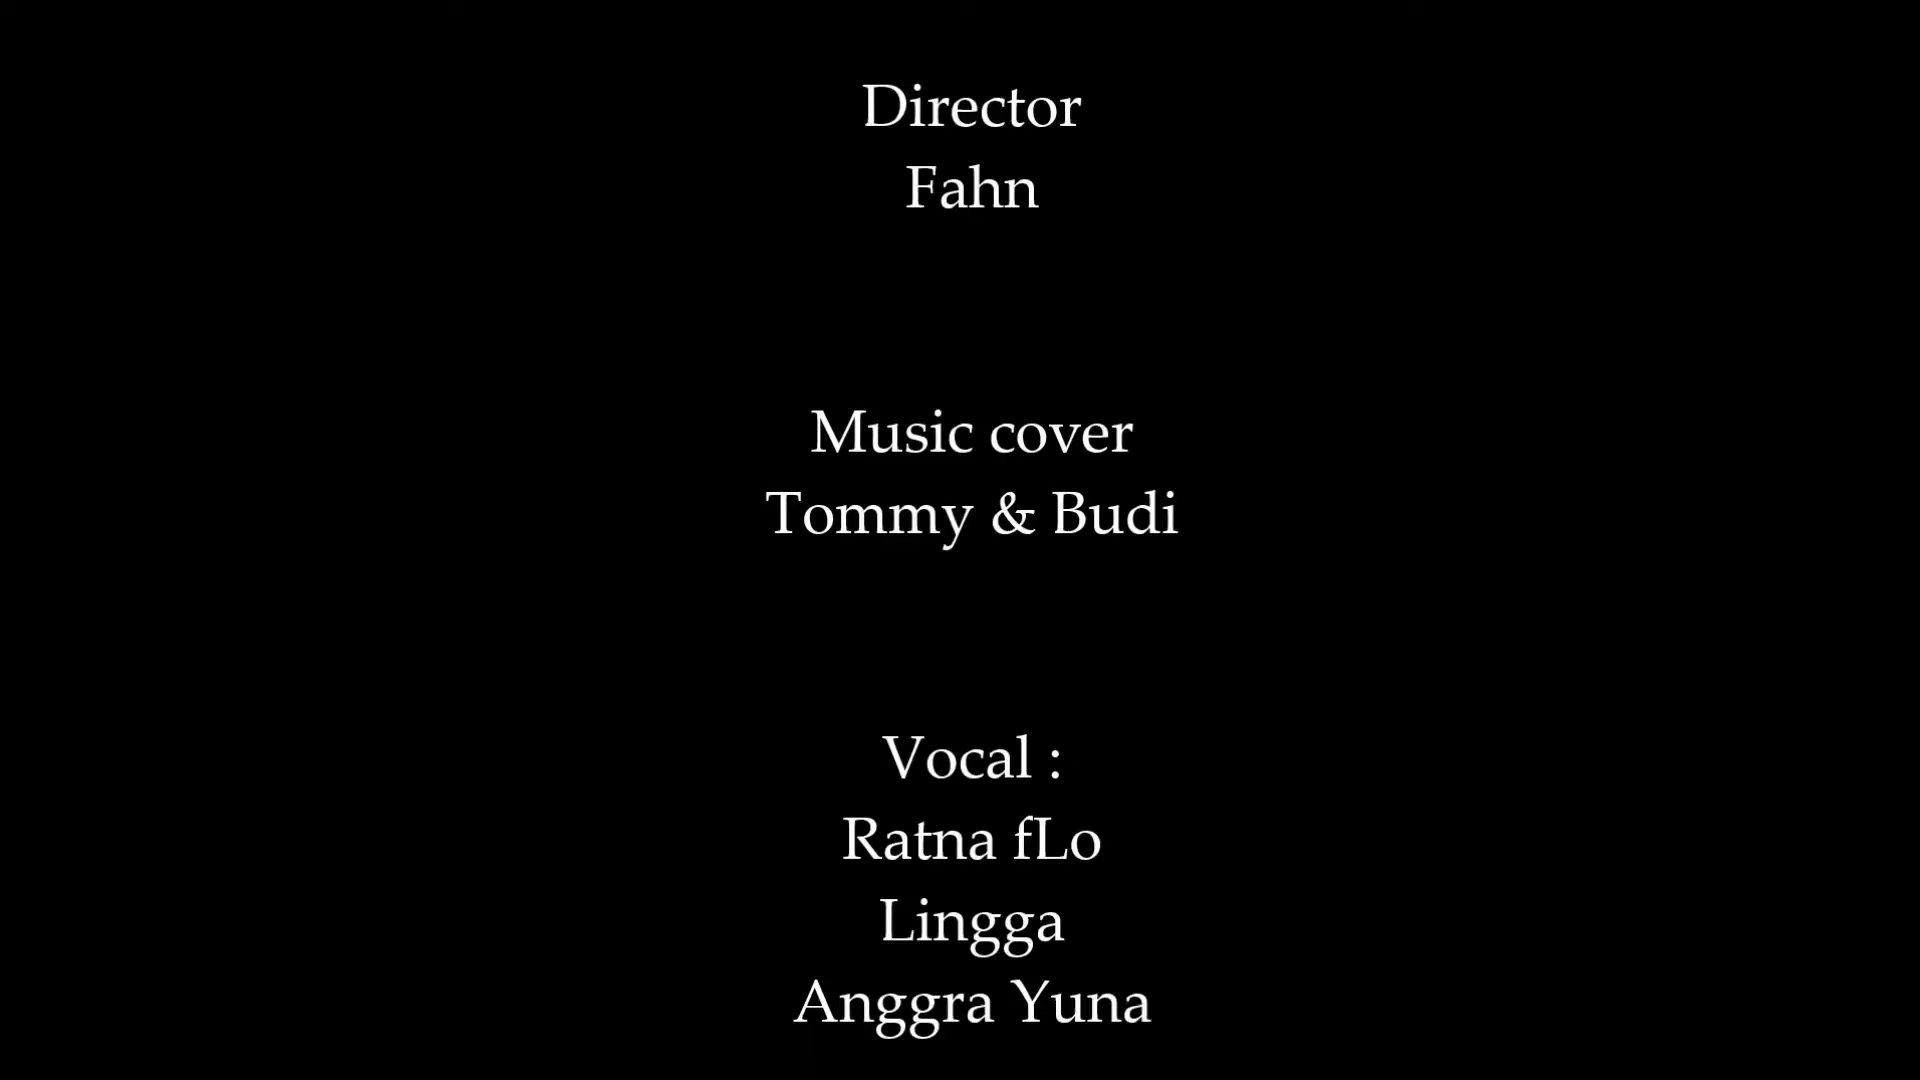 Director
Fahn
Music cover
Tommy & Budi
Vocal :
Ratna fLo
Lingga
Anggra Yuna